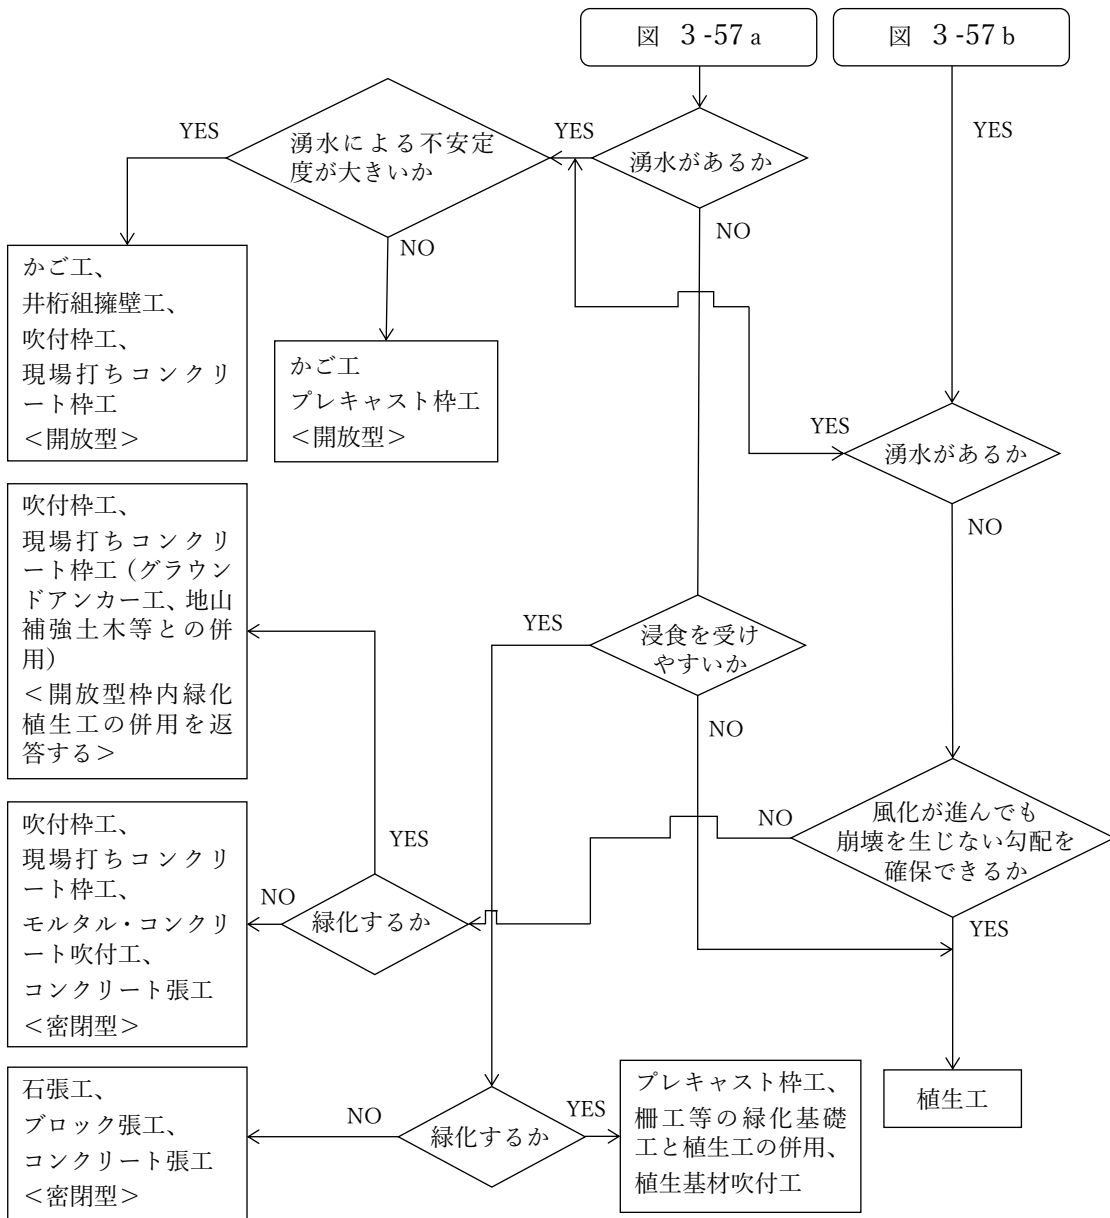 図 3-57 a
図 3-57 b
YES
湧水による不安定
度が大きいか
YES
湧水があるか
YES
NO
NO
かご工、
井桁組擁壁工、
吹付枠工、
現場打ちコンクリ
ート枠工
＜開放型＞
かご工
プレキャスト枠工
＜開放型＞
YES
湧水があるか
NO
吹付枠工、
現場打ちコンクリ
ート枠工（グラウン
ドアンカー工、地山
補強土木等との併
用）
＜開放型枠内緑化
植生工の併用を返
答する＞
YES
浸食を受け
やすいか
NO
風化が進んでも
崩壊を生じない勾配を
確保できるか
NO
YES
吹付枠工、
現場打ちコンクリ
ート枠工、
モルタル・コンクリ
ート吹付工、
コンクリート張工
＜密閉型＞
YES
NO
緑化するか
石張工、
ブロック張工、
コンクリート張工
＜密閉型＞
NO
緑化するか
YES
プレキャスト枠工、
柵工等の緑化基礎
工と植生工の併用、
植生基材吹付工
植生工